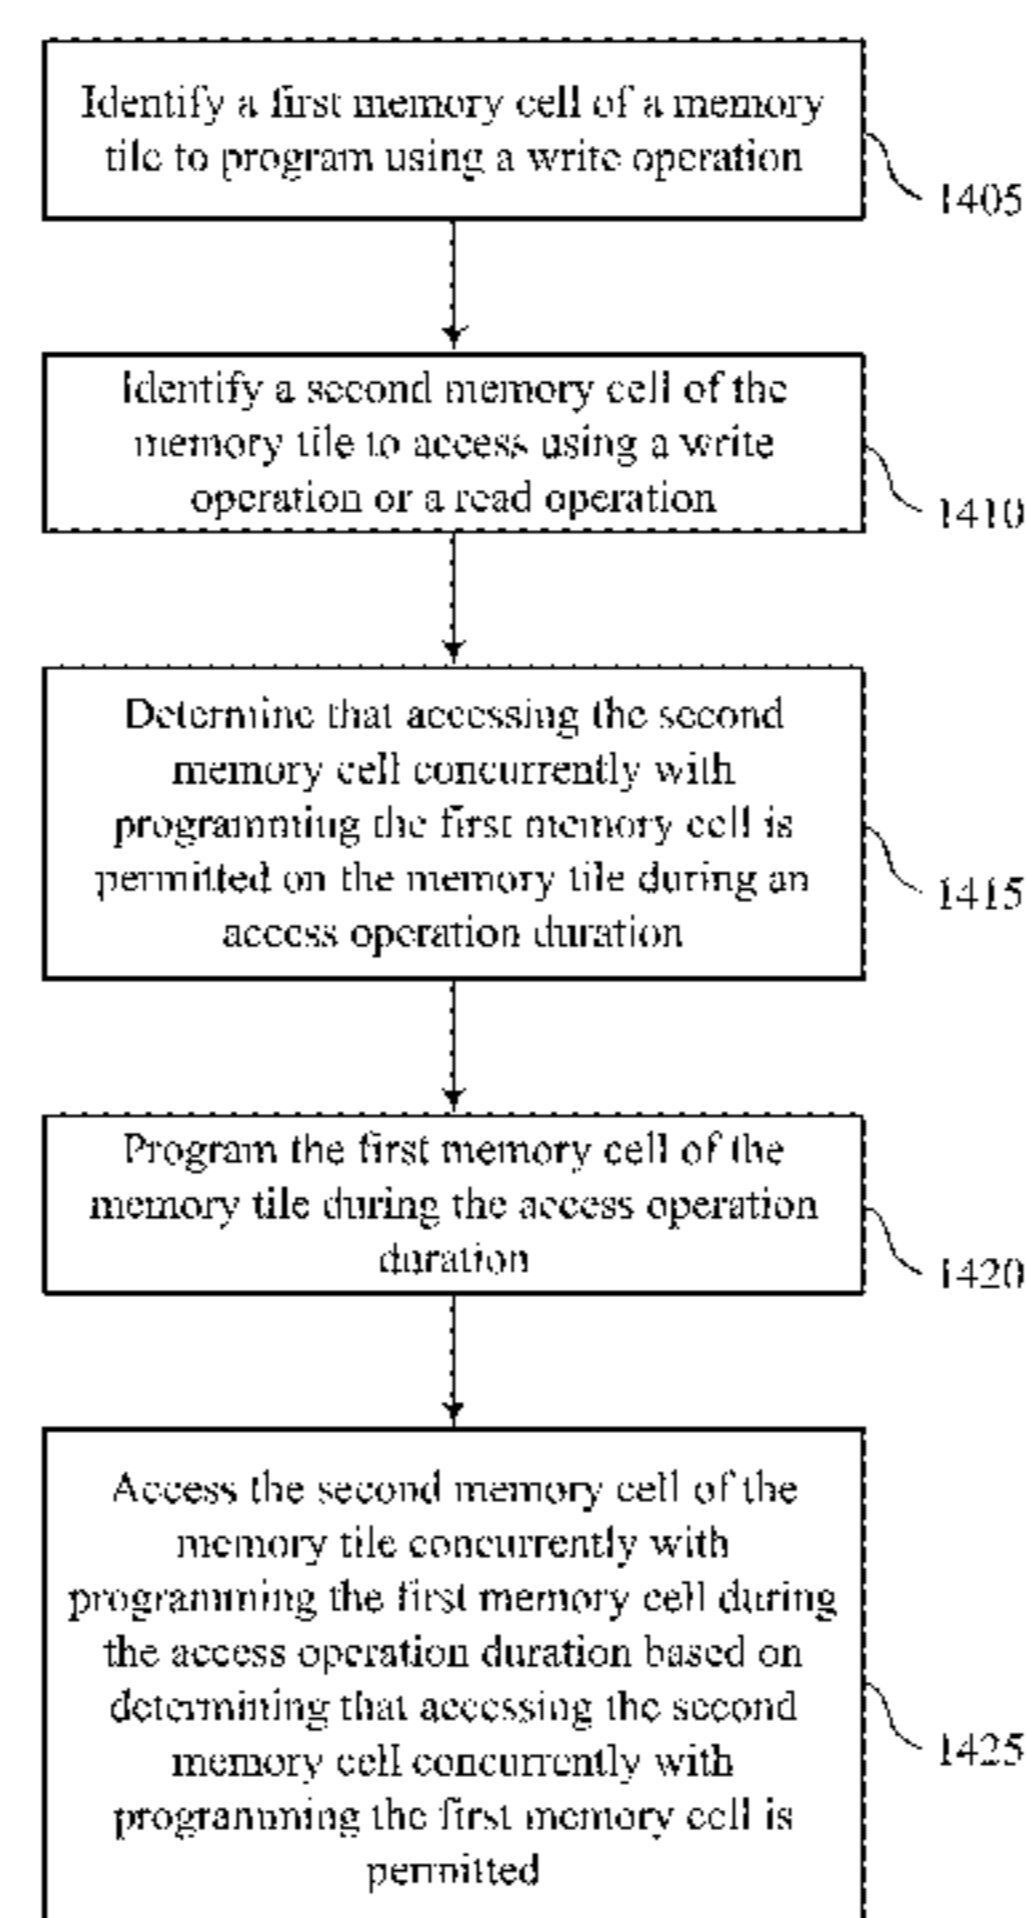 Identify a first memory cell of a memory
tile to program using a write operation
1405
Identify a second memory cell of the
memory tile to access using a write
operation or a read operation
1410
Determine that accessing the second
memory cell concurrently with
programming the first memory cell is
permitted on the memory tile during an
access operation duration
1415
Program the first memory cell of the
memory tile during the access operation
duration
1420
Access the second memory cell of the
memory tile concurrently with
programming the first memory cell during
the access operation duration based on
determining that accessing the second
memory cell concurrently with
programming the first memory cell is
permitted
1425